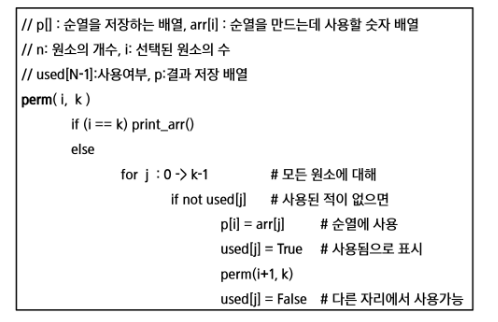 // p[] : 순열을 저장하는 배열, arr[i] : 순열을 만드는데 사용할 숫자 배열
// n: 원소의 개수, i: 선택된 원소의 수
// used[N-1]:사용여부, p:결과 저장 배열
perm( i, k )
if (i == k) print_arr()
else
for j : 0 -> k-1 # 모든 원소에 대해
if not used[j] # 사용된 적이 없으면
p[i] = arr[j] # 순열에 사용
used[j] = True # 사용됨으로 표시
perm(i+1, k)
used[j] = False # 다른 자리에서 사용가능